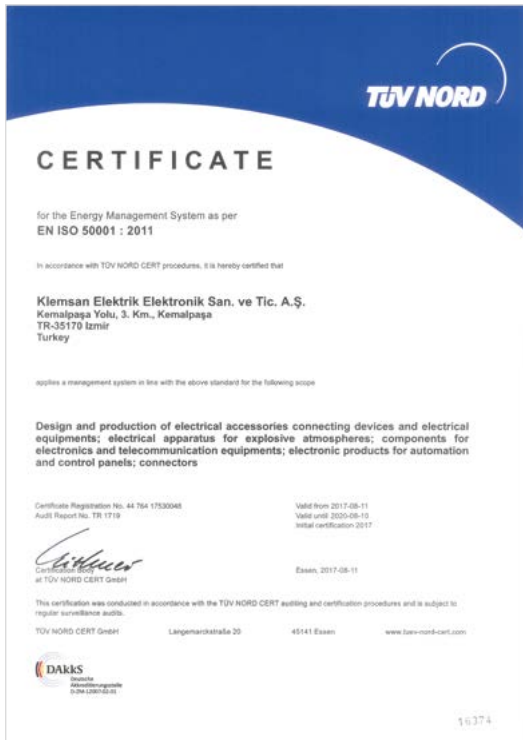 TÜV NORD
CERTIFICATE
for the Energy Management System as per
EN ISO 50001 : 2011
In accordance with TÜV NORD CERT procedures, it is hereby certified that
Klemsan Elektrik Elektronik San. ve Tic. A.Ş.
Kemalpaşa Yolu, 3. Km., Kemalpaşa
TR-35170 Izmir
Turkey
applies a management system in line with the above standard for the following scope
Design and production of electrical accessories connecting devices and electrical
equipments; electrical apparatus for explosive atmospheres; components for
electronics and telecommunication equipments; electronic products for automation
and control panels; connectors
Certificate Registration No. 44 764 17530048
Audit Report No. TR 1719
Valid from 2017-08-11
Valid until 2020-08-10
Initial certification 2017
Certification Body
at TÜV NORD CERT GmbH
Essen, 2017-08-11
This certification was conducted in accordance with the TÜV NORD CERT auditing and certification procedures and is subject to
regular surveillance audits.
TÜV NORD CERT GmbH Langemarckstraße 20 45141 Essen www.tuev-nord-cert.com
DAkkS
Deutsche
Akkreditierungsstelle
D-ZM-12007-02-01
16374